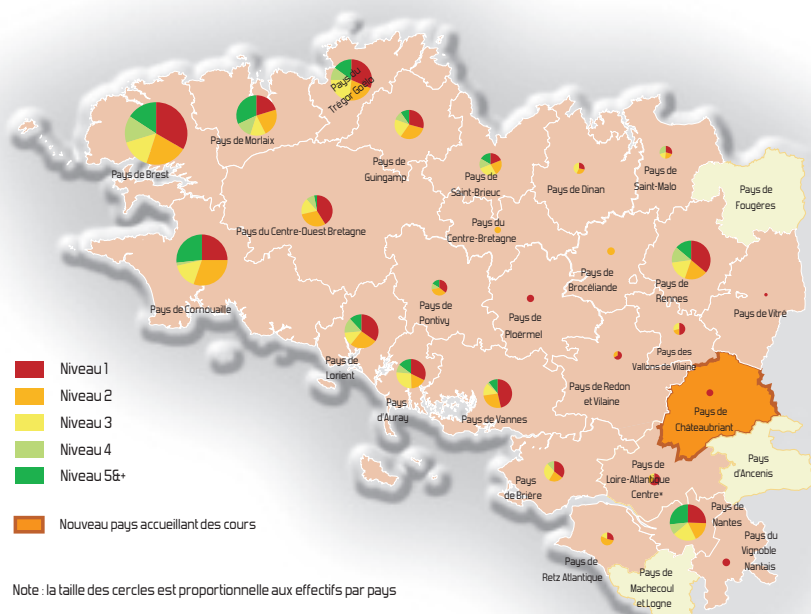 Pays du
Trégor Goëlo
Pays de Morlaix
Pays de Brest
Pays de
Guingamp
Pays de
Saint-Brieuc
Pays de Dinan
Pays de
Saint-Malo
Pays de
Fougères
Pays du Centre-Ouest Bretagne
Pays du
Centre-Bretagne
Pays de Cornouaille
Pays de
Brocéliande
Pays de
Rennes
Pays de Vitré
Pays de
Pontivy
Pays de
Ploërmel
Pays des
Vallons de Vilaine
Pays de
Lorient
Pays
d'Auray
Pays de Vannes
Pays de Redon
et Vilaine
Pays de
Châteaubriant
Pays
d'Ancenis
Pays
de Brière
Pays de
Loire-Atlantique
Centre*
Pays de
Nantes
Pays du
Vignoble
Nantais
Pays de
Retz Atlantique
Pays de
Machecoul
et Logne
Niveau 1
Niveau 2
Niveau 3
Niveau 4
Niveau 5&+
Nouveau pays accueillant des cours
Note : la taille des cercles est proportionnelle aux effectifs par pays